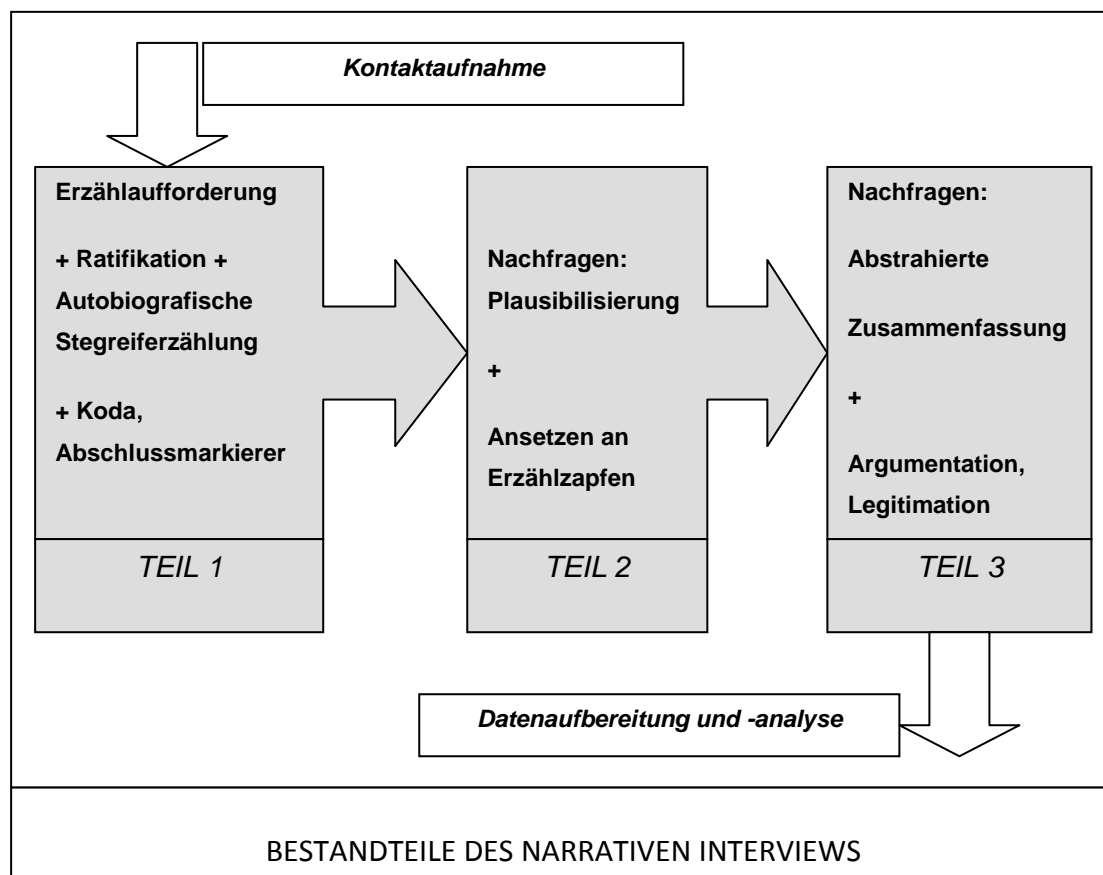 Kontaktaufnahme
Erzählaufforderung
+ Ratifikation +
Autobiografische
Stegreiferzählung
+ Koda,
Abschlussmarkierer
TEIL 1
Nachfragen:
Plausibilisierung
+
Ansetzen an
Erzählzapfen
TEIL 2
Nachfragen:
Abstrahierte
Zusammenfassung
+
Argumentation,
Legitimation
TEIL 3
Datenaufbereitung und -analyse
BESTANDTEILE DES NARRATIVEN INTERVIEWS